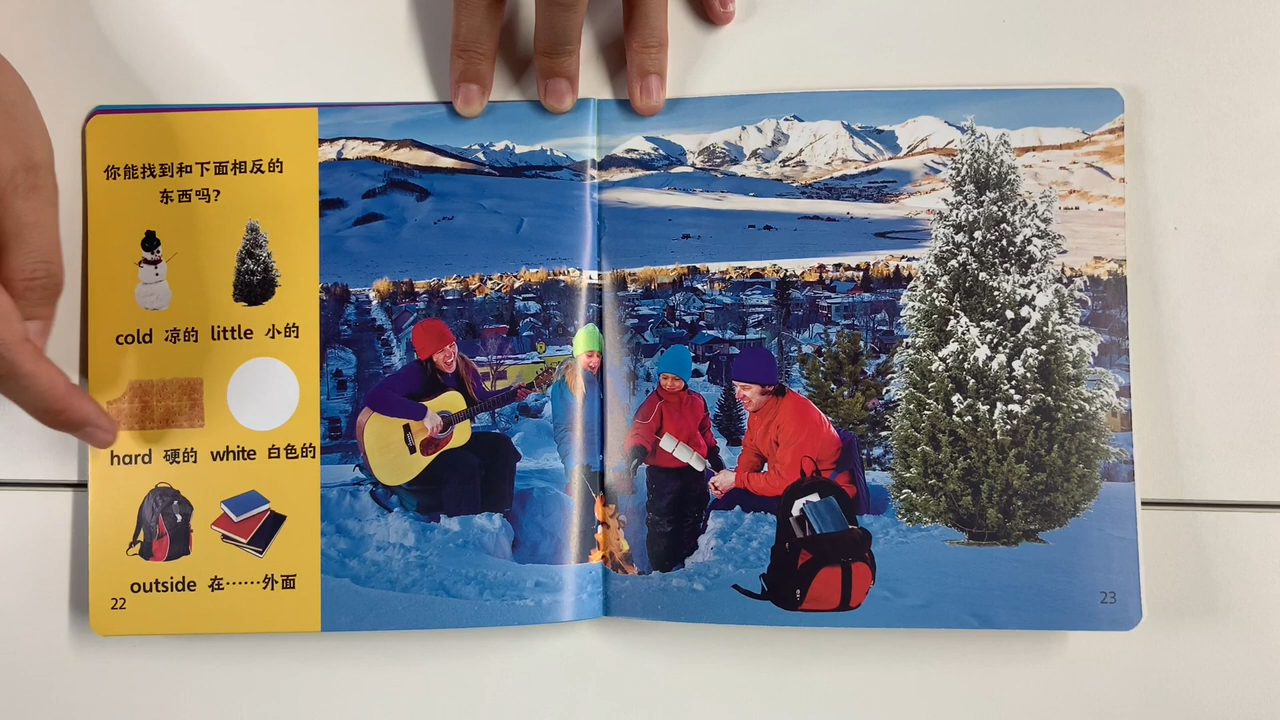 你能找到和下面相反的
东西吗?
cold 凉的 little 小的
hard 硬的 white 白色的
outside 在……外面
22
23